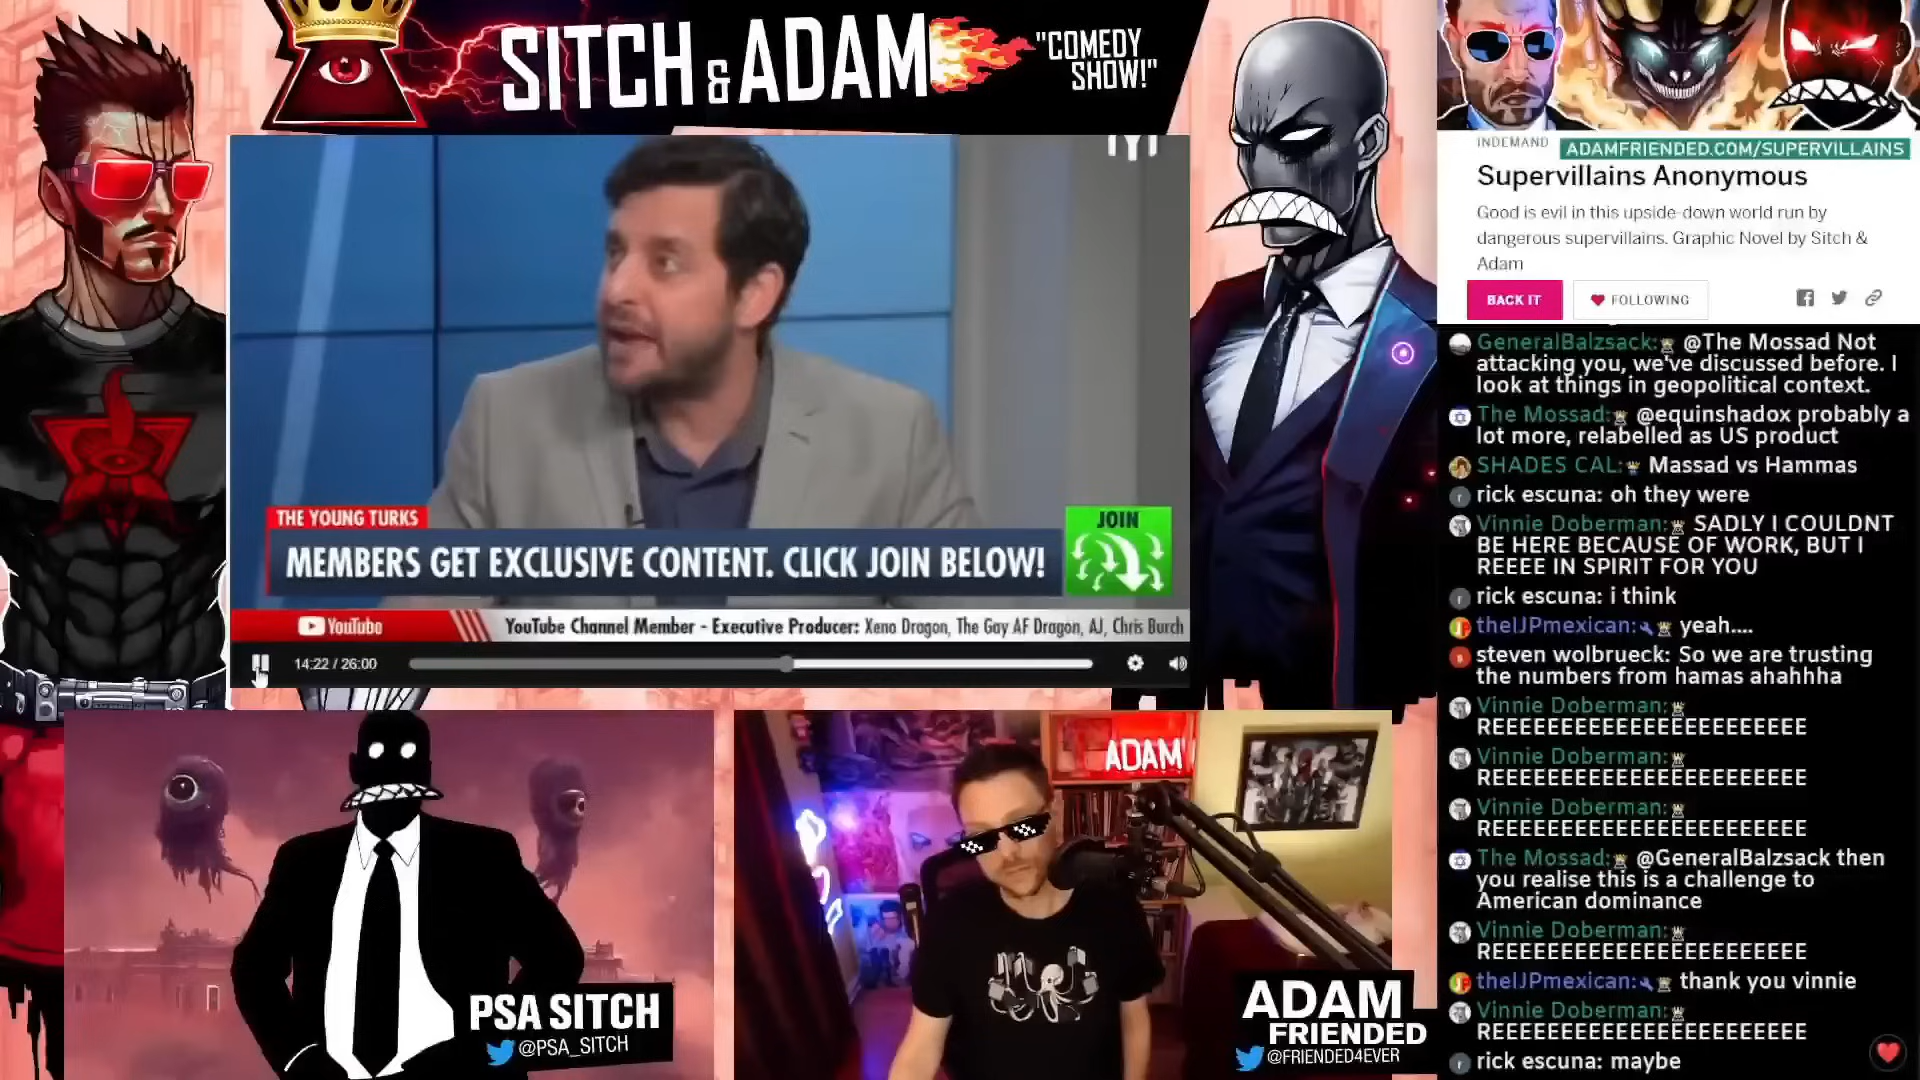 SITCH & ADAM
"COMEDY
SHOW!"
THE YOUNG TURKS
MEMBERS GET EXCLUSIVE CONTENT. CLICK JOIN BELOW!
JOIN
YouTube
YouTube Channel Member - Executive Producer: Xeno Dragon, The Gay AF Dragon, AJ, Chris Burch
14:22 / 26:00
PSA SITCH
@PSA_SITCH
ADAM
ADAM
FRIENDED
@FRIENDED4EVER
INDEMAND
ADAMFRIENDED.COM/SUPERVILLAINS
Supervillains Anonymous
Good is evil in this upside-down world run by
dangerous supervillains. Graphic Novel by Sitch &
Adam
BACK IT
FOLLOWING
GeneralBalzsack: @The Mossad Not
attacking you, we've discussed before. I
look at things in geopolitical context.
The Mossad: @equinshadox probably a
lot more, relabelled as US product
SHADES CAL: Massad vs Hammas
rick escuna: oh they were
Vinnie Doberman: SADLY I COULDNT
BE HERE BECAUSE OF WORK, BUT I
REEEE IN SPIRIT FOR YOU
rick escuna: i think
theIJPmexican: yeah....
steven wolbrueck: So we are trusting
the numbers from hamas ahahhha
Vinnie Doberman:
REEEEEEEEEEEEEEEEEEEEEEE
Vinnie Doberman:
REEEEEEEEEEEEEEEEEEEEEEE
Vinnie Doberman:
REEEEEEEEEEEEEEEEEEEEEEE
The Mossad: @GeneralBalzsack then
you realise this is a challenge to
American dominance
Vinnie Doberman:
REEEEEEEEEEEEEEEEEEEEEEE
theIJPmexican: thank you vinnie
Vinnie Doberman:
REEEEEEEEEEEEEEEEEEEEEEE
rick escuna: maybe